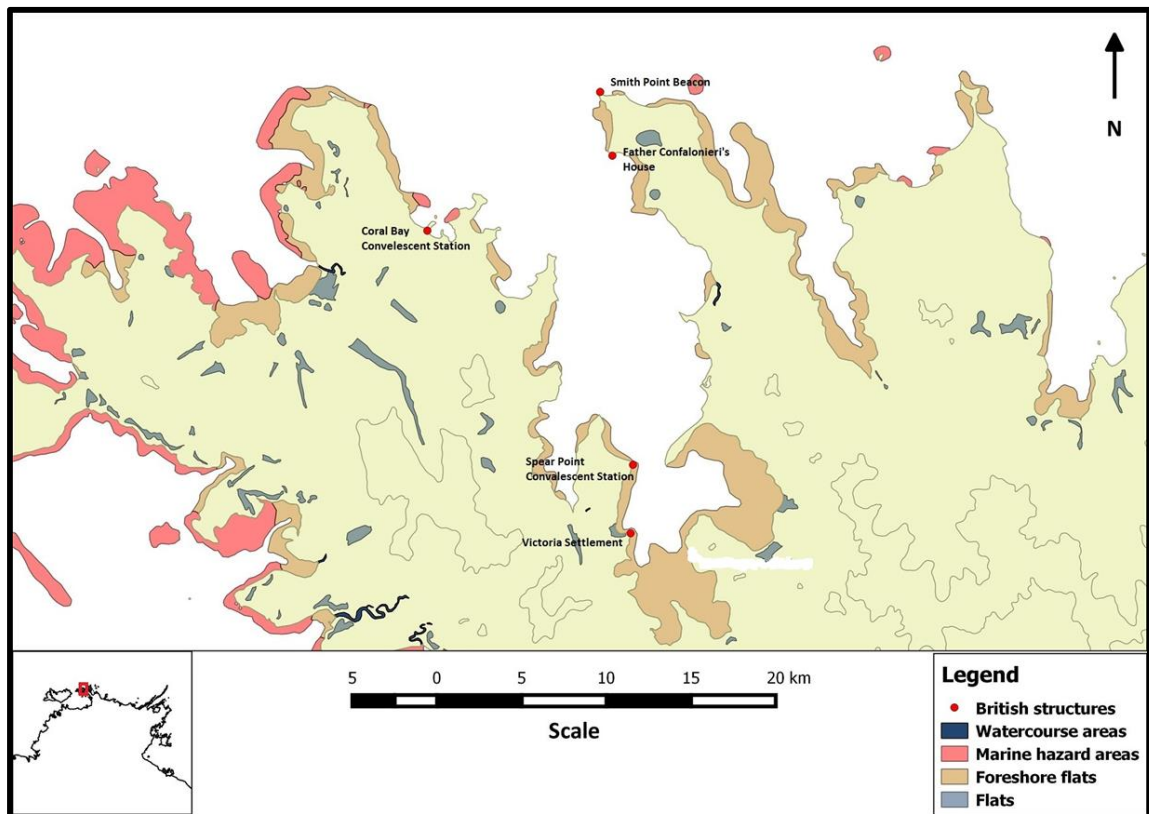 Smith Point Beacon
N
Father Confalonieri's
House
Coral Bay
Convelescent Station
Spear Point
Convalescent Station
Victoria Settlement
5 0 5 10 15 20 km
Scale
Legend
British structures
Watercourse areas
Marine hazard areas
Foreshore flats
Flats